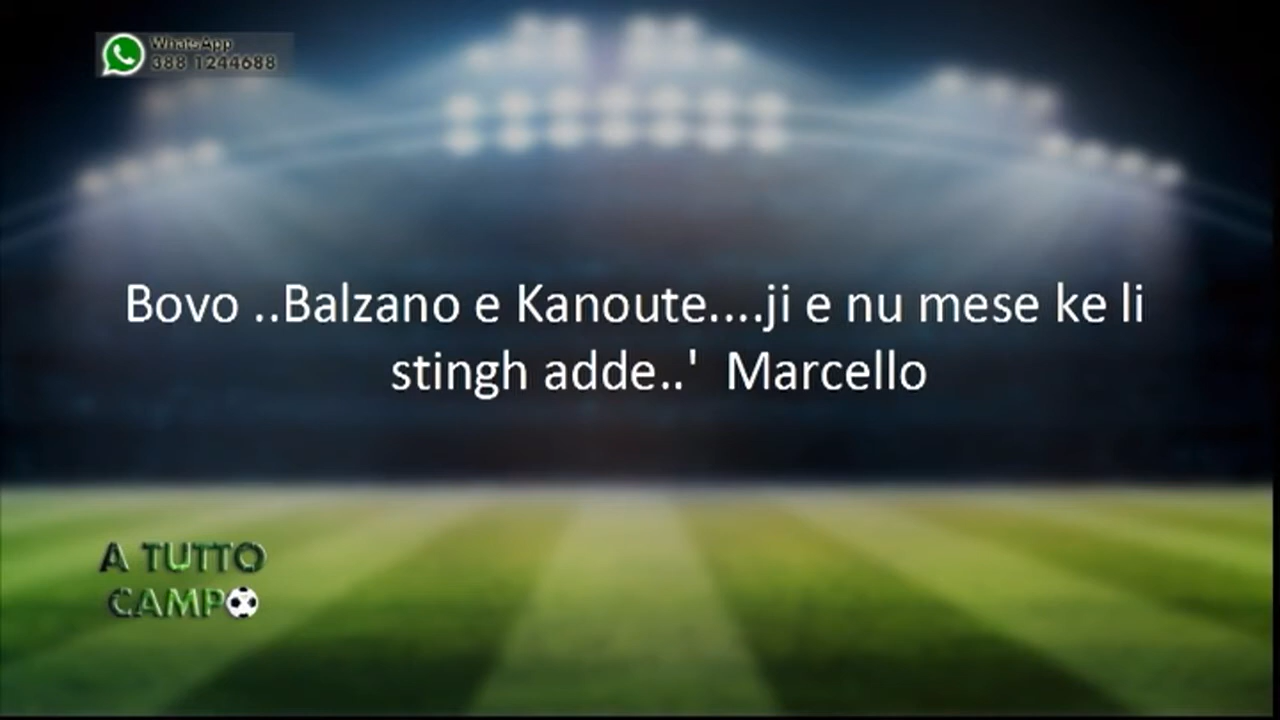 WhatsApp
388 1244688
Bovo ..Balzano e Kanoute....ji e nu mese ke li
stingh adde..' Marcello
A TUTTO
CAMPO